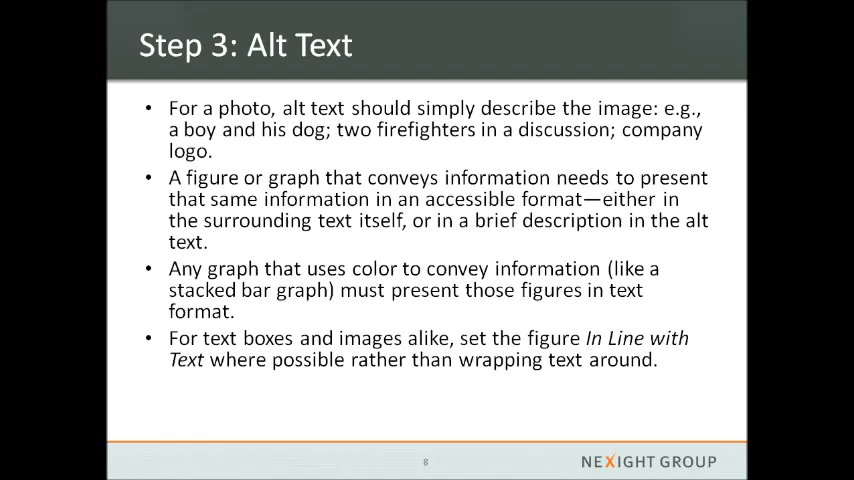 Step 3: Alt Text
• For a photo, alt text should simply describe the image: e.g.,
a boy and his dog; two firefighters in a discussion; company
logo.
• A figure or graph that conveys information needs to present
that same information in an accessible format—either in
the surrounding text itself, or in a brief description in the alt
text.
• Any graph that uses color to convey information (like a
stacked bar graph) must present those figures in text
format.
• For text boxes and images alike, set the figure In Line with
Text where possible rather than wrapping text around.
8
NEXIGHT GROUP